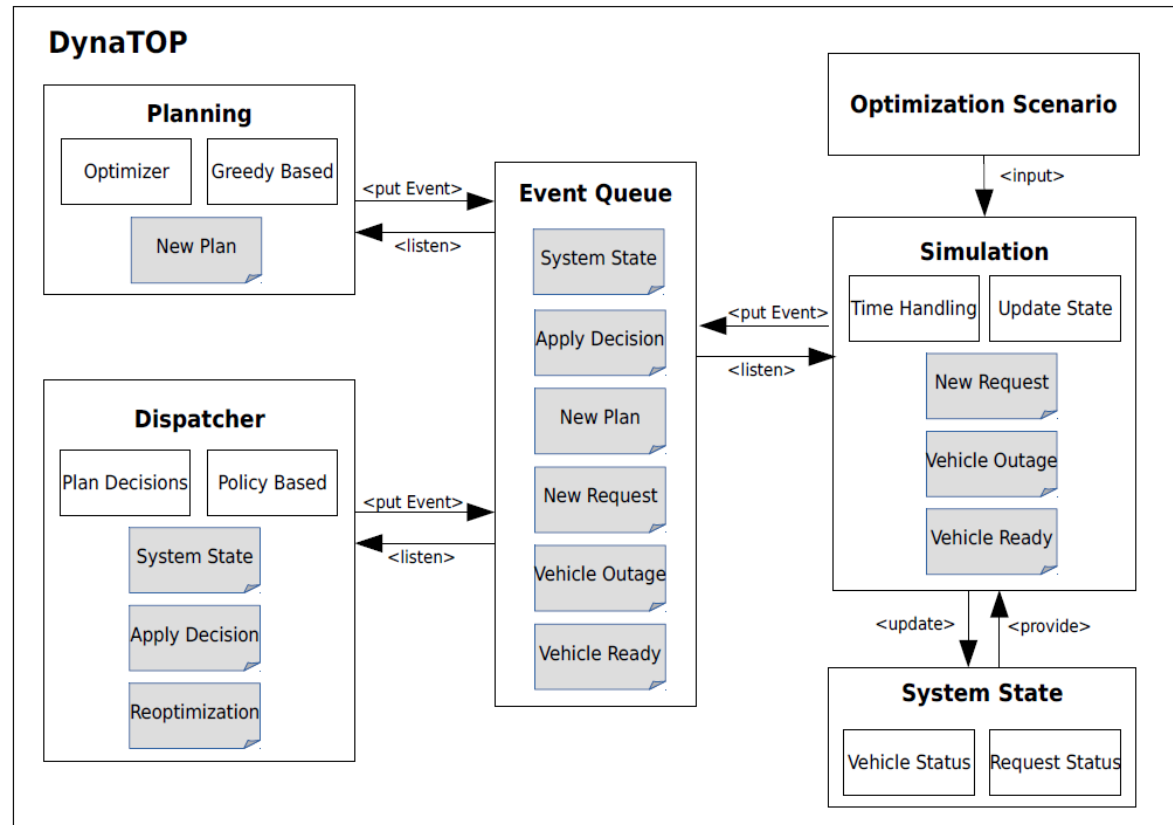 DynaTOP
Planning
Optimizer
Greedy Based
New Plan
<put Event>
<listen>
Dispatcher
Plan Decisions
Policy Based
System State
Apply Decision
Reoptimization
<put Event>
<listen>
Event Queue
System State
Apply Decision
New Plan
New Request
Vehicle Outage
Vehicle Ready
<put Event>
<listen>
Optimization Scenario
<input>
Simulation
Time Handling
Update State
New Request
Vehicle Outage
Vehicle Ready
<update>
<provide>
System State
Vehicle Status
Request Status